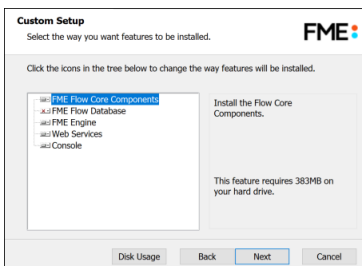 Custom Setup
Select the way you want features to be installed.
FME
Click the icons in the tree below to change the way features will be installed.
FME Flow Core Components
FME Flow Database
FME Engine
Web Services
Console
Install the Flow Core
Components.
This feature requires 383MB on
your hard drive.
Disk Usage
Back
Next
Cancel